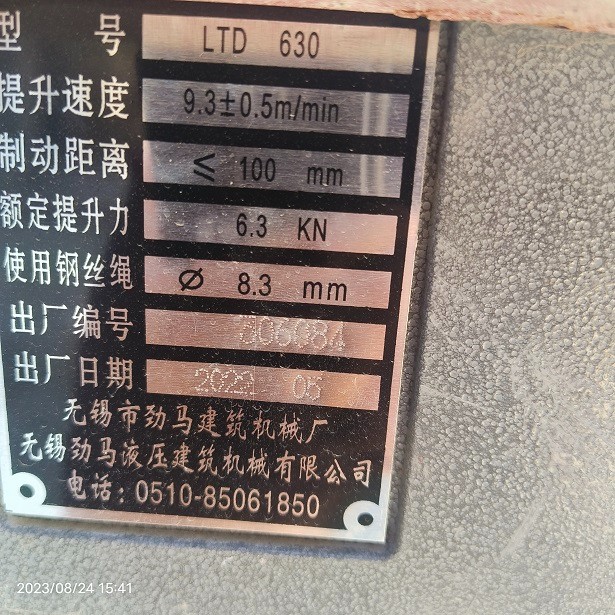 型 号 LTD 630
提升速度 9.3±0.5m/min
制动距离 ≤ 100 mm
额定提升力 6.3 KN
使用钢丝绳 Ø 8.3 mm
出厂编号
出厂日期 2022 05
无锡市劲马建筑机械厂
无锡劲马液压建筑机械有限公司
电话：0510-85061850
2023/08/24 15:41